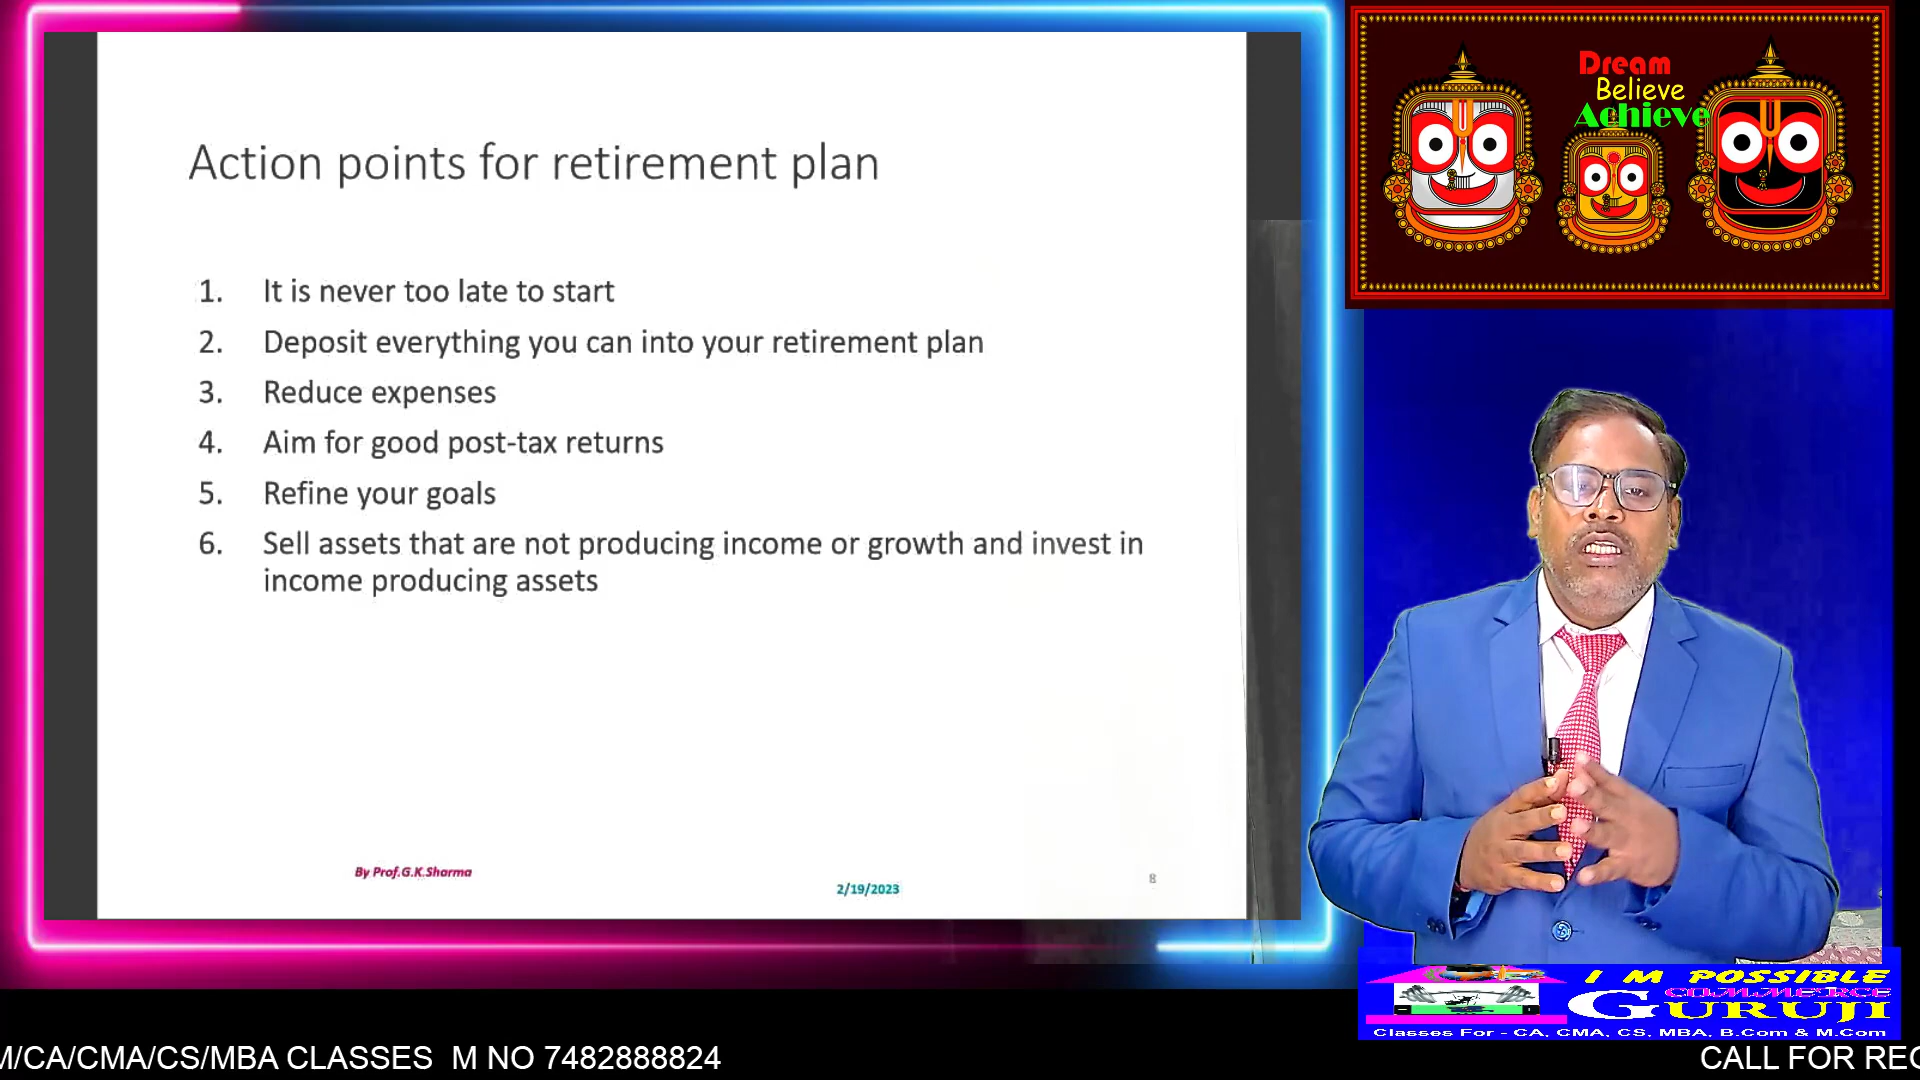 Action points for retirement plan
1. It is never too late to start
2. Deposit everything you can into your retirement plan
3. Reduce expenses
4. Aim for good post-tax returns
5. Refine your goals
6. Sell assets that are not producing income or growth and invest in
income producing assets
By Prof.G.K.Sharma
2/19/2023
8
Dream
Believe
Achieve
I M POSSIBLE
COMMERCE
GURUJI
Classes For - CA, CMA, CS, MBA, B.Com & M.Com
M/CA/CMA/CS/MBA CLASSES M NO 7482888824
CALL FOR REC